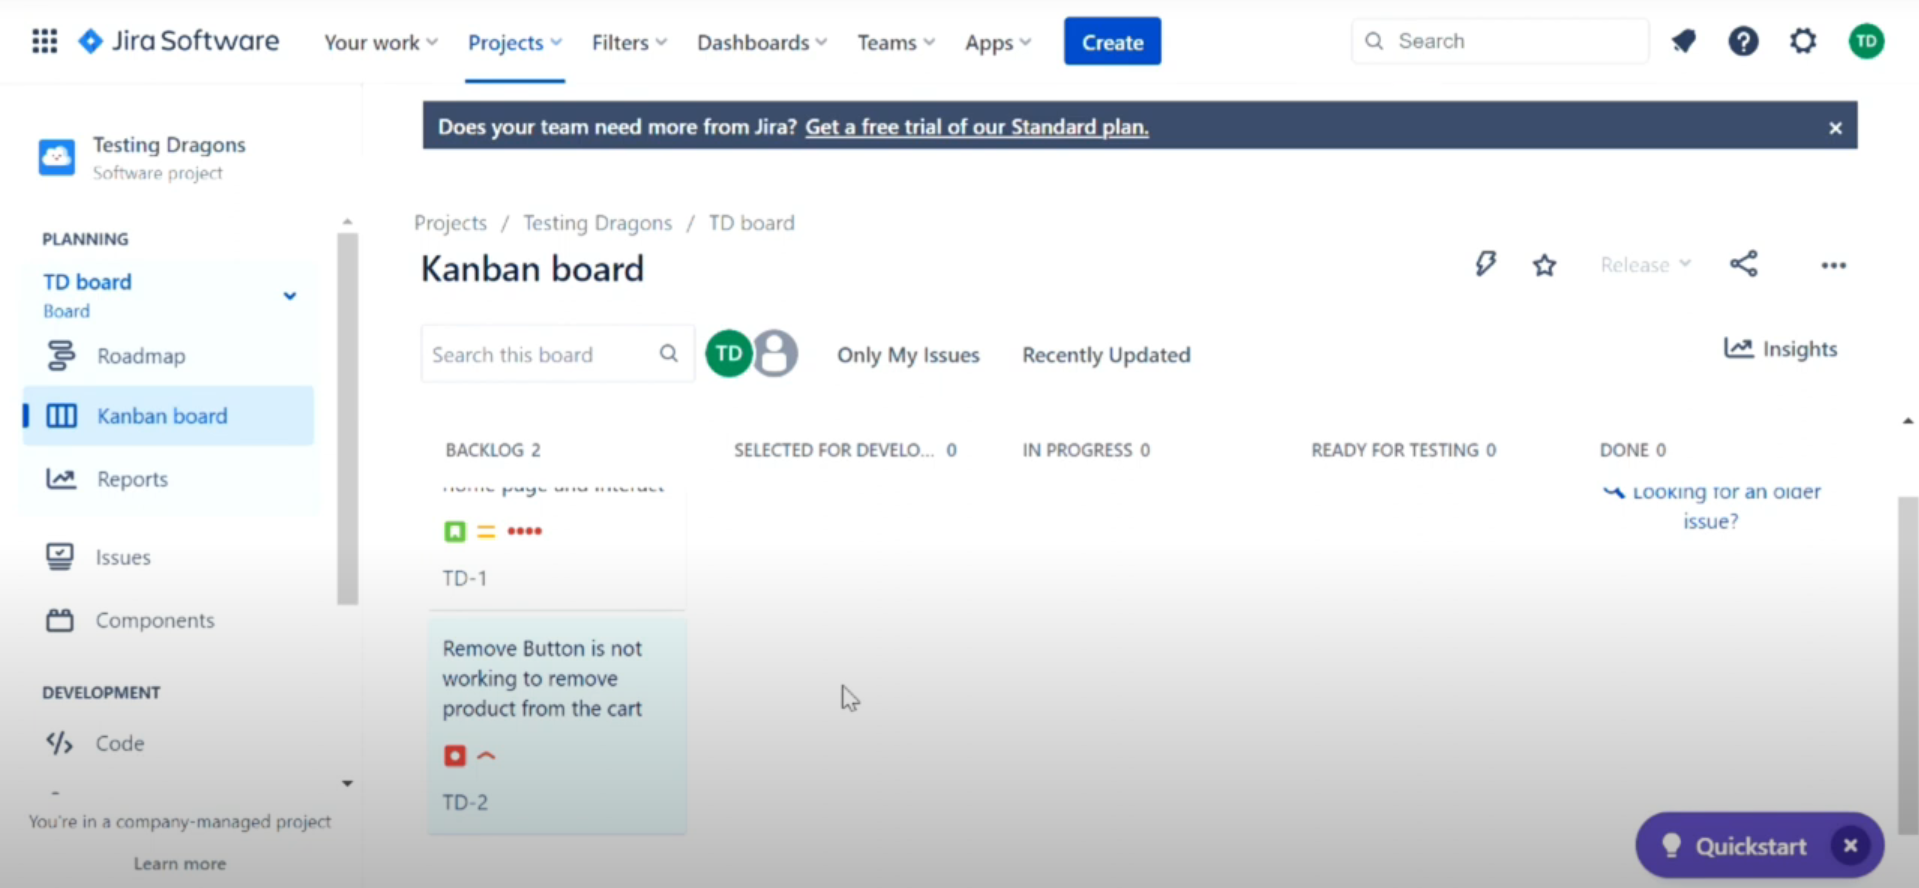 Jira Software
Your work
Projects
Filters
Dashboards
Teams
Apps
Create
Search
TD
Does your team need more from Jira? Get a free trial of our Standard plan.
Testing Dragons
Software project
PLANNING
TD board
Board
Roadmap
Kanban board
Reports
Issues
Components
DEVELOPMENT
Code
You're in a company-managed project
Learn more
Projects / Testing Dragons / TD board
Kanban board
Release
Search this board
TD
Only My Issues
Recently Updated
Insights
BACKLOG 2
SELECTED FOR DEVELO... 0
IN PROGRESS 0
READY FOR TESTING 0
DONE 0
home page and interact
TD-1
Remove Button is not
working to remove
product from the cart
TD-2
Looking for an older
issue?
Quickstart